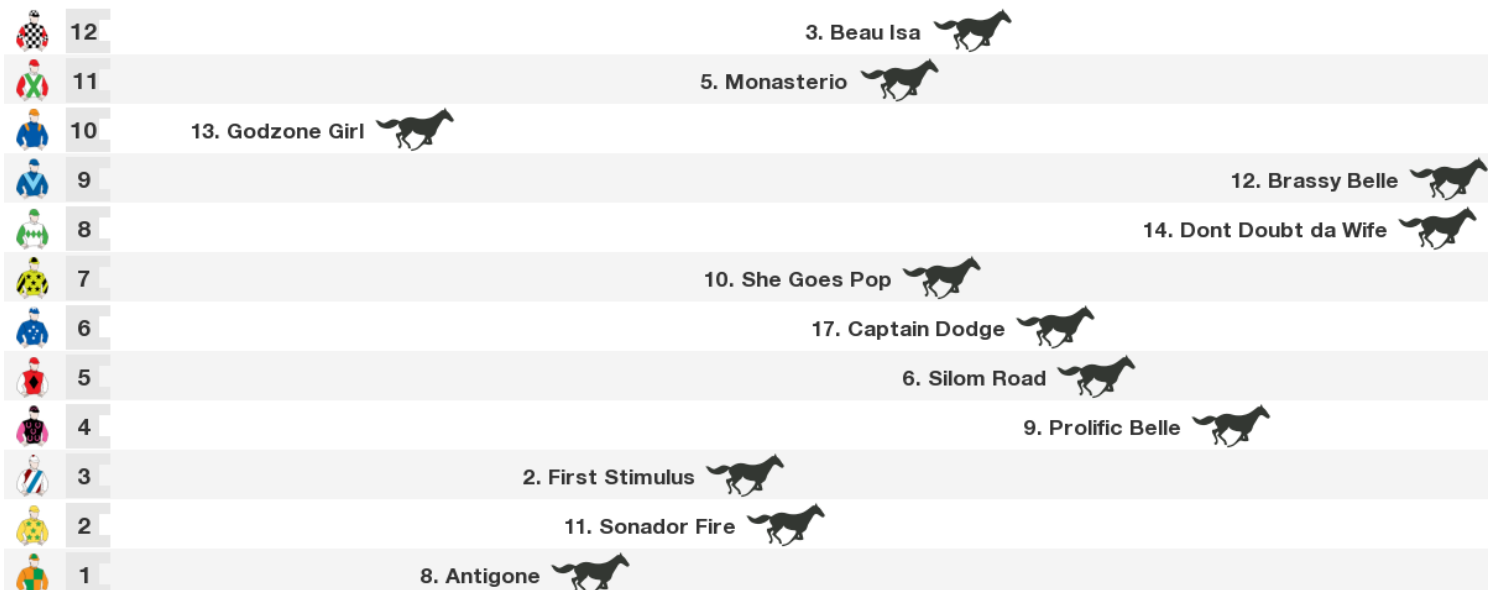 12 3. Beau Isa
11 5. Monasterio
10 13. Godzone Girl
9 12. Brassy Belle
8 14. Dont Doubt da Wife
7 10. She Goes Pop
6 17. Captain Dodge
5 6. Silom Road
4 9. Prolific Belle
3 2. First Stimulus
2 11. Sonador Fire
1 8. Antigone